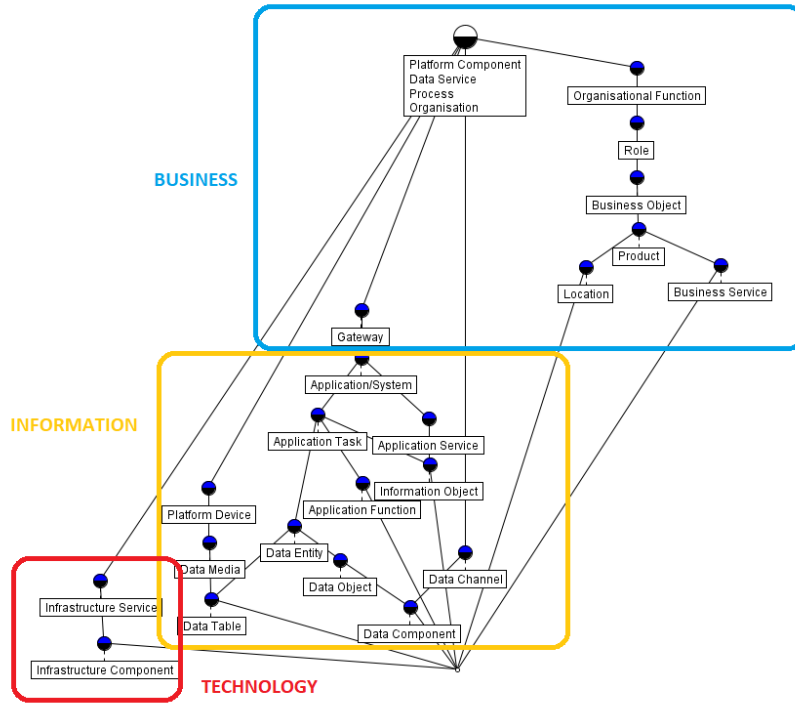 Platform Component
Data Service
Process
Organisation
Organisational Function
Role
BUSINESS
Business Object
Product
Location
Business Service
Gateway
Application/System
INFORMATION
Application Task
Application Service
Information Object
Platform Device
Application Function
Data Entity
Data Media
Data Object
Data Channel
Infrastructure Service
Data Table
Data Component
Infrastructure Component
TECHNOLOGY